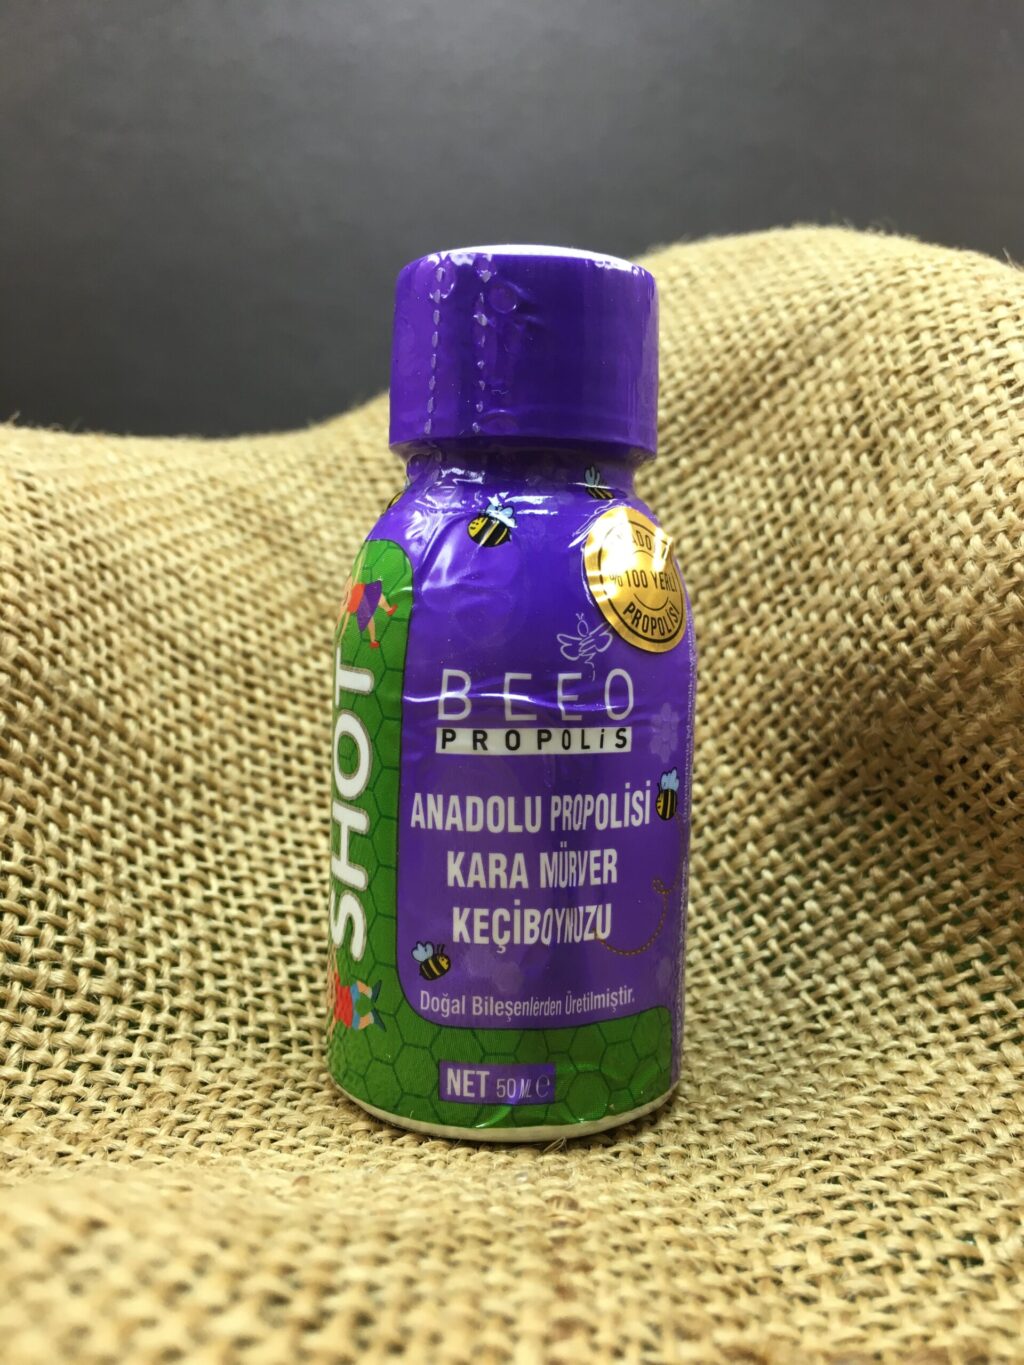 SHOT
%100 YERLİ
PROPOLİSİ
BEEO
PROPOLiS
ANADOLU PROPOLİSİ
KARA MÜRVER
KEÇİBOYNUZU
Doğal Bileşenlerden Üretilmiştir.
NET 50 ML ℮